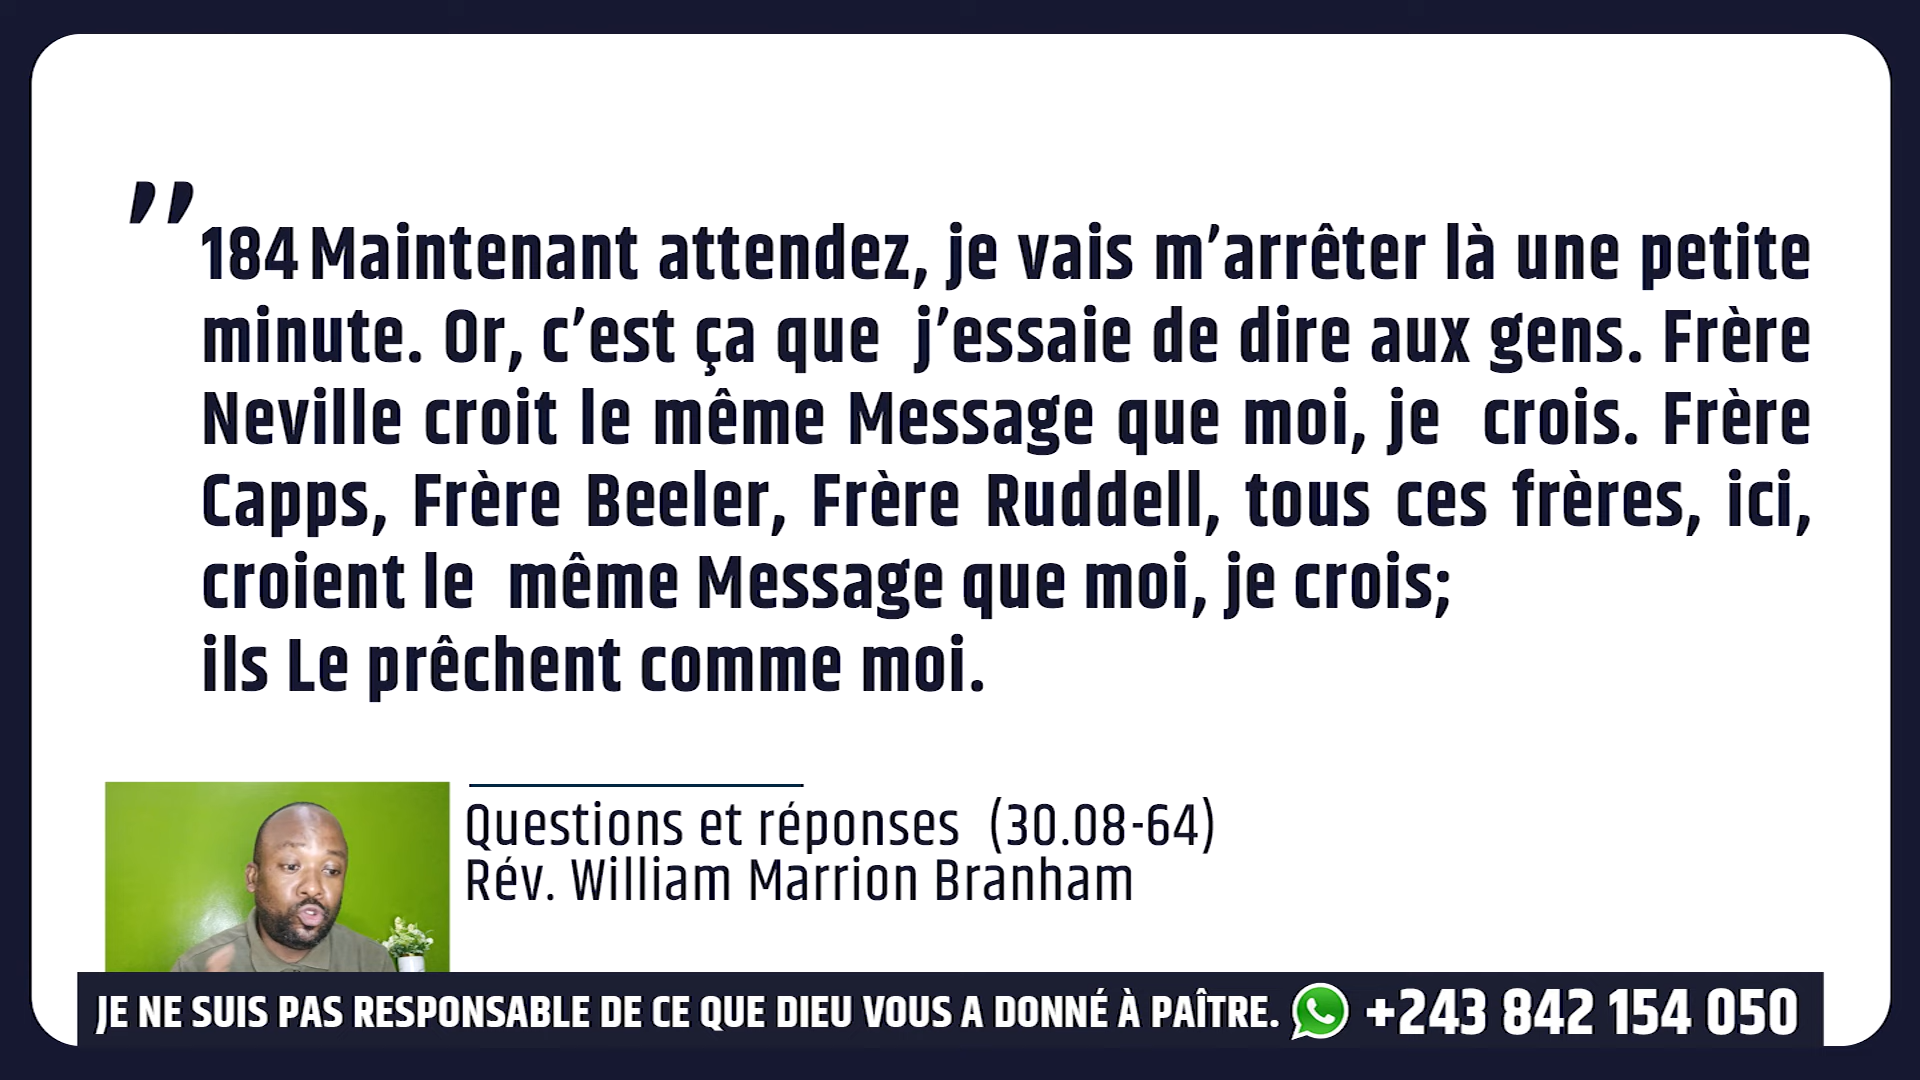 ”
184 Maintenant attendez, je vais m’arrêter là une petite
minute. Or, c’est ça que j’essaie de dire aux gens. Frère
Neville croit le même Message que moi, je crois. Frère
Capps, Frère Beeler, Frère Ruddell, tous ces frères, ici,
croient le même Message que moi, je crois;
ils Le prêchent comme moi.
Questions et réponses (30.08-64)
Rév. William Marrion Branham
JE NE SUIS PAS RESPONSABLE DE CE QUE DIEU VOUS A DONNÉ À PAÎTRE. +243 842 154 050